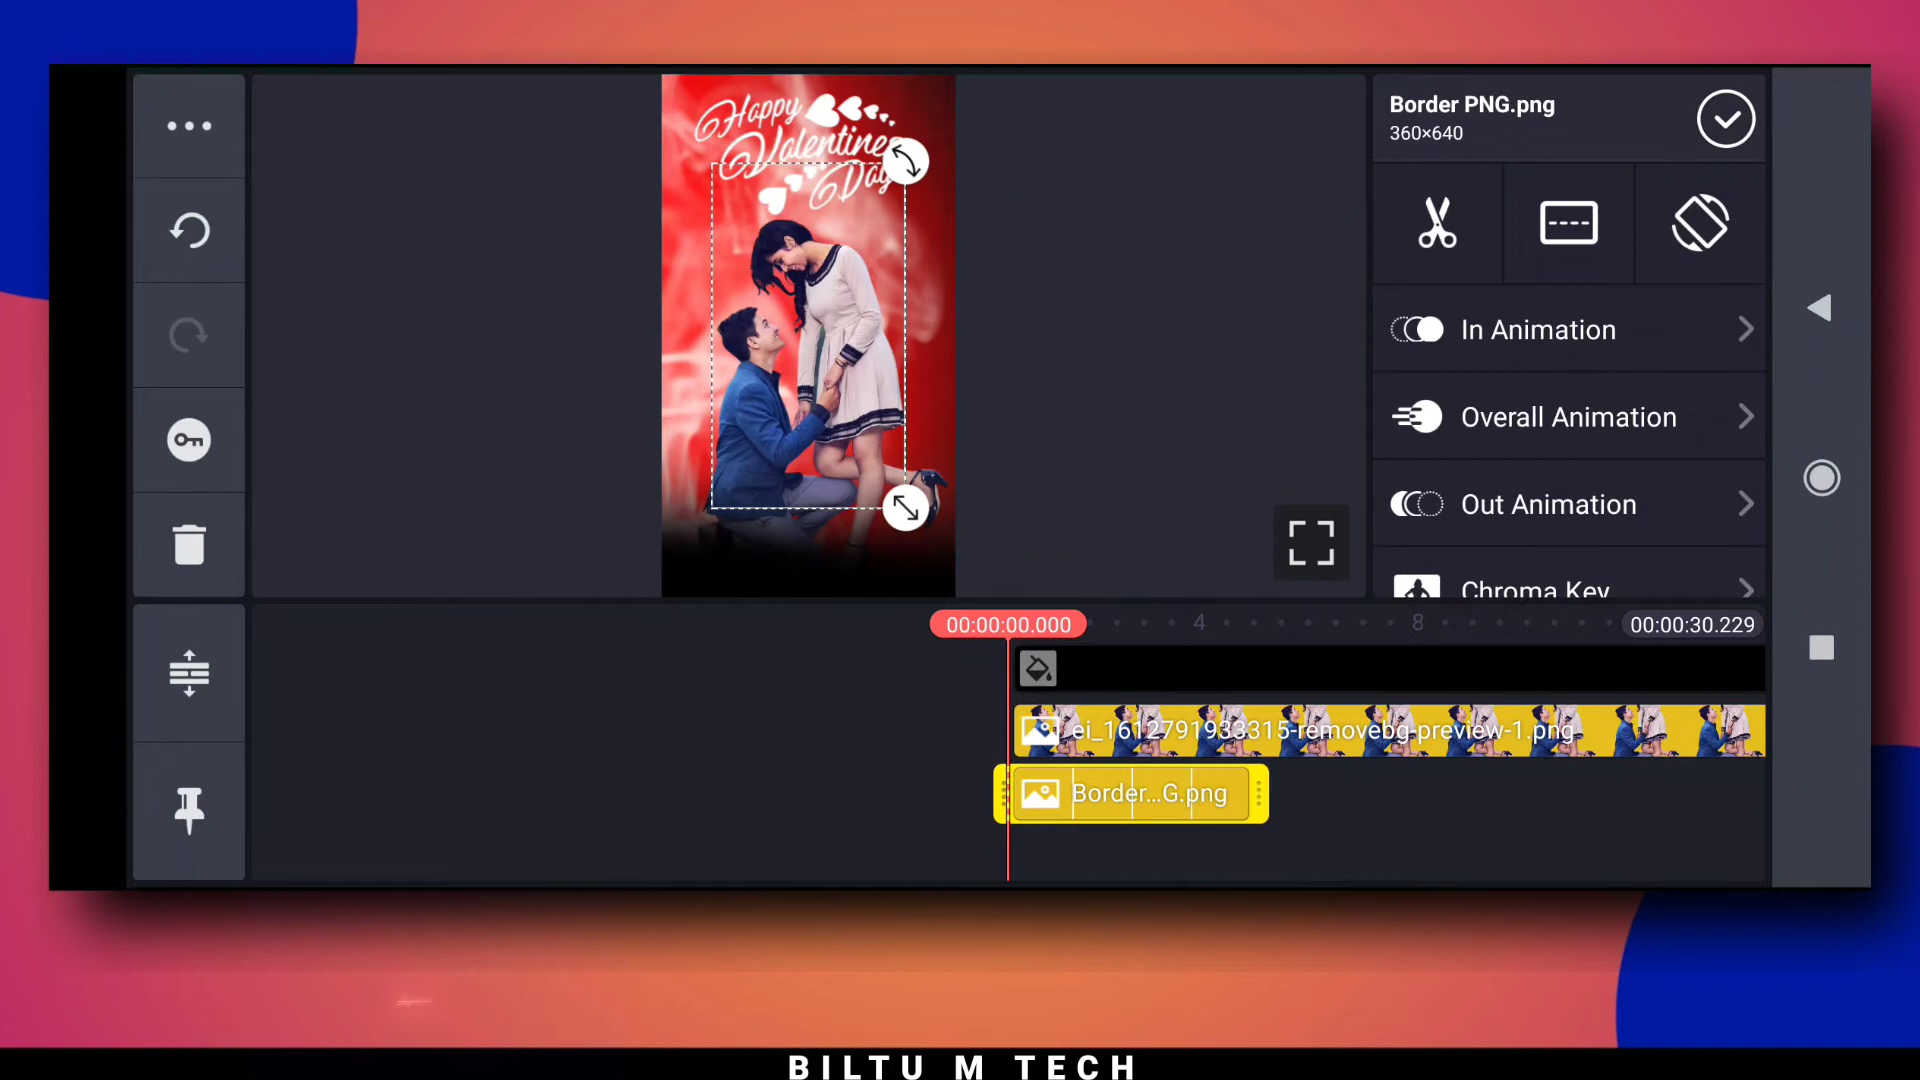 Happy
Valentines
Day
Border PNG.png
360×640
In Animation
Overall Animation
Out Animation
Chroma Key
00:00:00.000
4
8
00:00:30.229
ei_1612791933315-removebg-preview-1.png
Border...G.png
BILTU M TECH